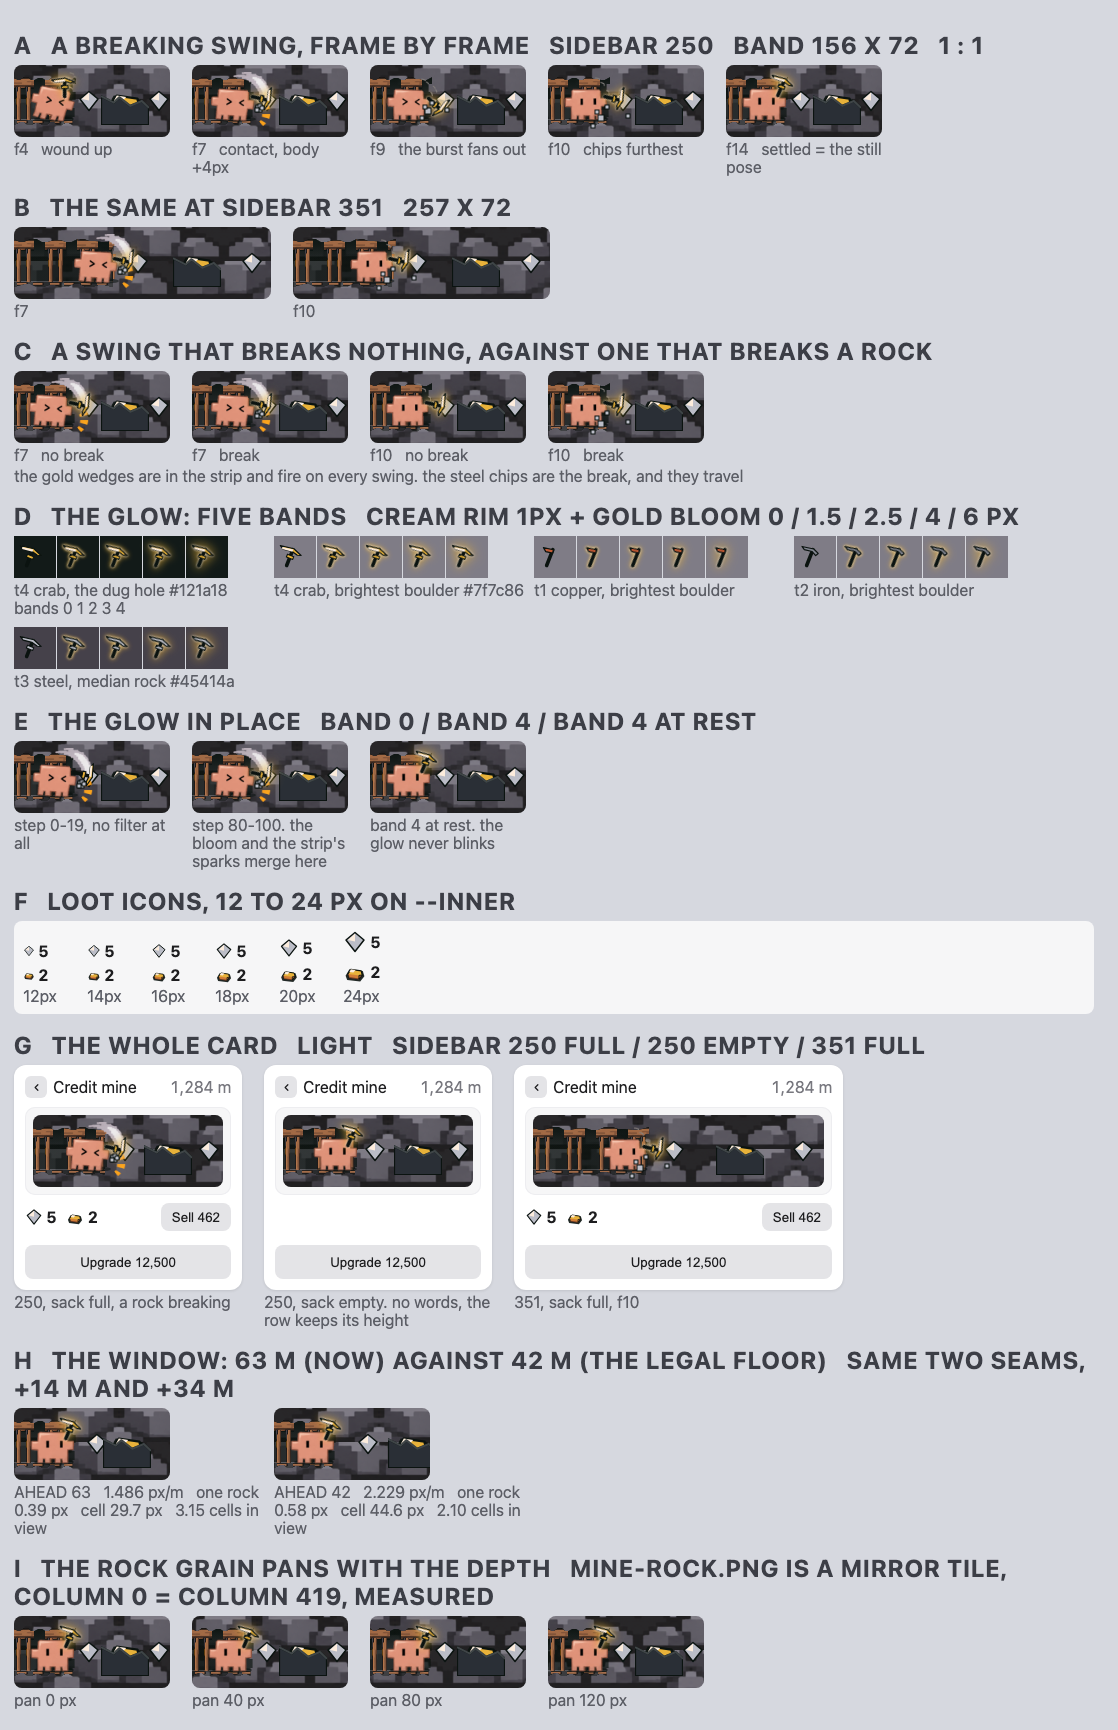 A A BREAKING SWING, FRAME BY FRAME SIDEBAR 250 BAND 156 X 72 1 : 1
f4 wound up
f7 contact, body
+4px
f9 the burst fans out
f10 chips furthest
f14 settled = the still
pose
B THE SAME AT SIDEBAR 351 257 X 72
f7
f10
C A SWING THAT BREAKS NOTHING, AGAINST ONE THAT BREAKS A ROCK
f7 no break
f7 break
f10 no break
f10 break
the gold wedges are in the strip and fire on every swing. the steel chips are the break, and they travel
D THE GLOW: FIVE BANDS CREAM RIM 1PX + GOLD BLOOM 0 / 1.5 / 2.5 / 4 / 6 PX
t4 crab, the dug hole #121a18
bands 0 1 2 3 4
t4 crab, brightest boulder #7f7c86
t1 copper, brightest boulder
t2 iron, brightest boulder
t3 steel, median rock #45414a
E THE GLOW IN PLACE BAND 0 / BAND 4 / BAND 4 AT REST
step 0-19, no filter at
all
step 80-100. the
bloom and the strip's
sparks merge here
band 4 at rest. the
glow never blinks
F LOOT ICONS, 12 TO 24 PX ON --INNER
5 5 5 5 5 5
2 2 2 2 2 2
12px 14px 16px 18px 20px 24px
G THE WHOLE CARD LIGHT SIDEBAR 250 FULL / 250 EMPTY / 351 FULL
‹ Credit mine 1,284 m
5 2 Sell 462
Upgrade 12,500
250, sack full, a rock breaking
‹ Credit mine 1,284 m
Upgrade 12,500
250, sack empty. no words, the
row keeps its height
‹ Credit mine 1,284 m
5 2 Sell 462
Upgrade 12,500
351, sack full, f10
H THE WINDOW: 63 M (NOW) AGAINST 42 M (THE LEGAL FLOOR) SAME TWO SEAMS,
+14 M AND +34 M
AHEAD 63 1.486 px/m one rock
0.39 px cell 29.7 px 3.15 cells in
view
AHEAD 42 2.229 px/m one rock
0.58 px cell 44.6 px 2.10 cells in
view
I THE ROCK GRAIN PANS WITH THE DEPTH MINE-ROCK.PNG IS A MIRROR TILE,
COLUMN 0 = COLUMN 419, MEASURED
pan 0 px
pan 40 px
pan 80 px
pan 120 px